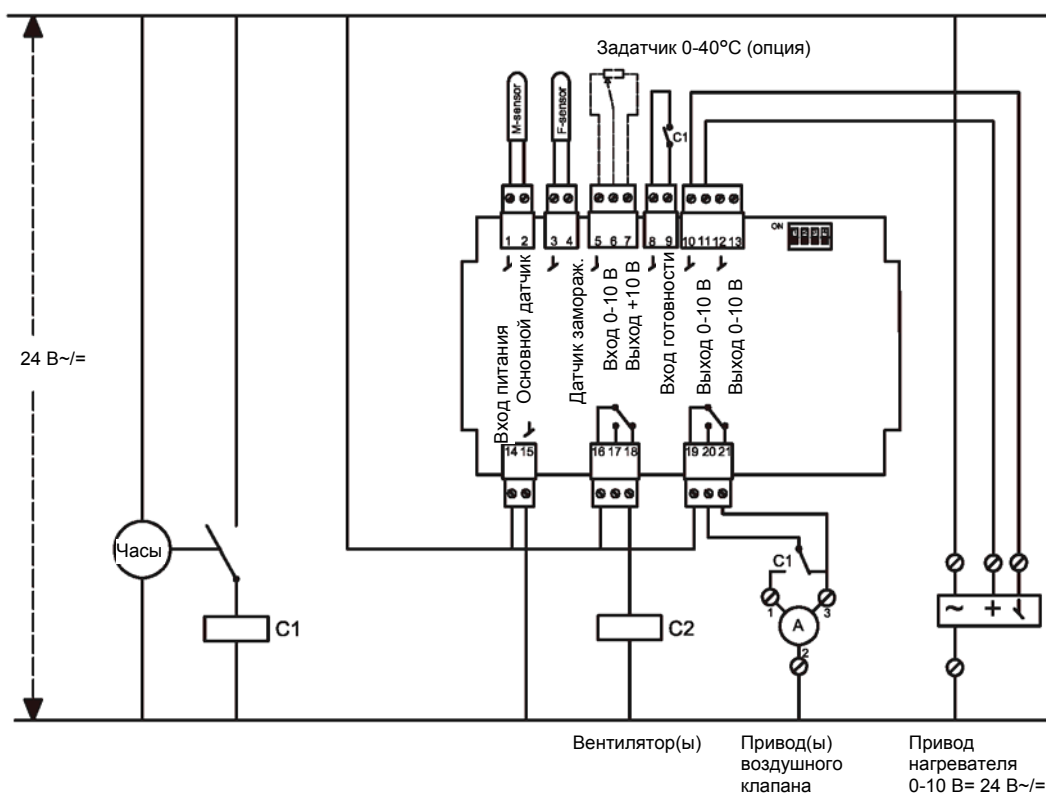 Задатчик 0-40°C (опция)
M-sensor
F-sensor
C1
ON
1 2 3 4 5 6 7 8 9 10 11 12 13
Вход питания
Основной датчик
Датчик замораж.
Вход 0-10 В
Выход +10 В
Вход готовности
Выход 0-10 В
Выход 0-10 В
24 В~/=
14 15 16 17 18 19 20 21
Часы
C1
C2
C1
1
A
3
2
~ +
Вентилятор(ы)
Привод(ы)
воздушного
клапана
Привод
нагревателя
0-10 В= 24 В~/=